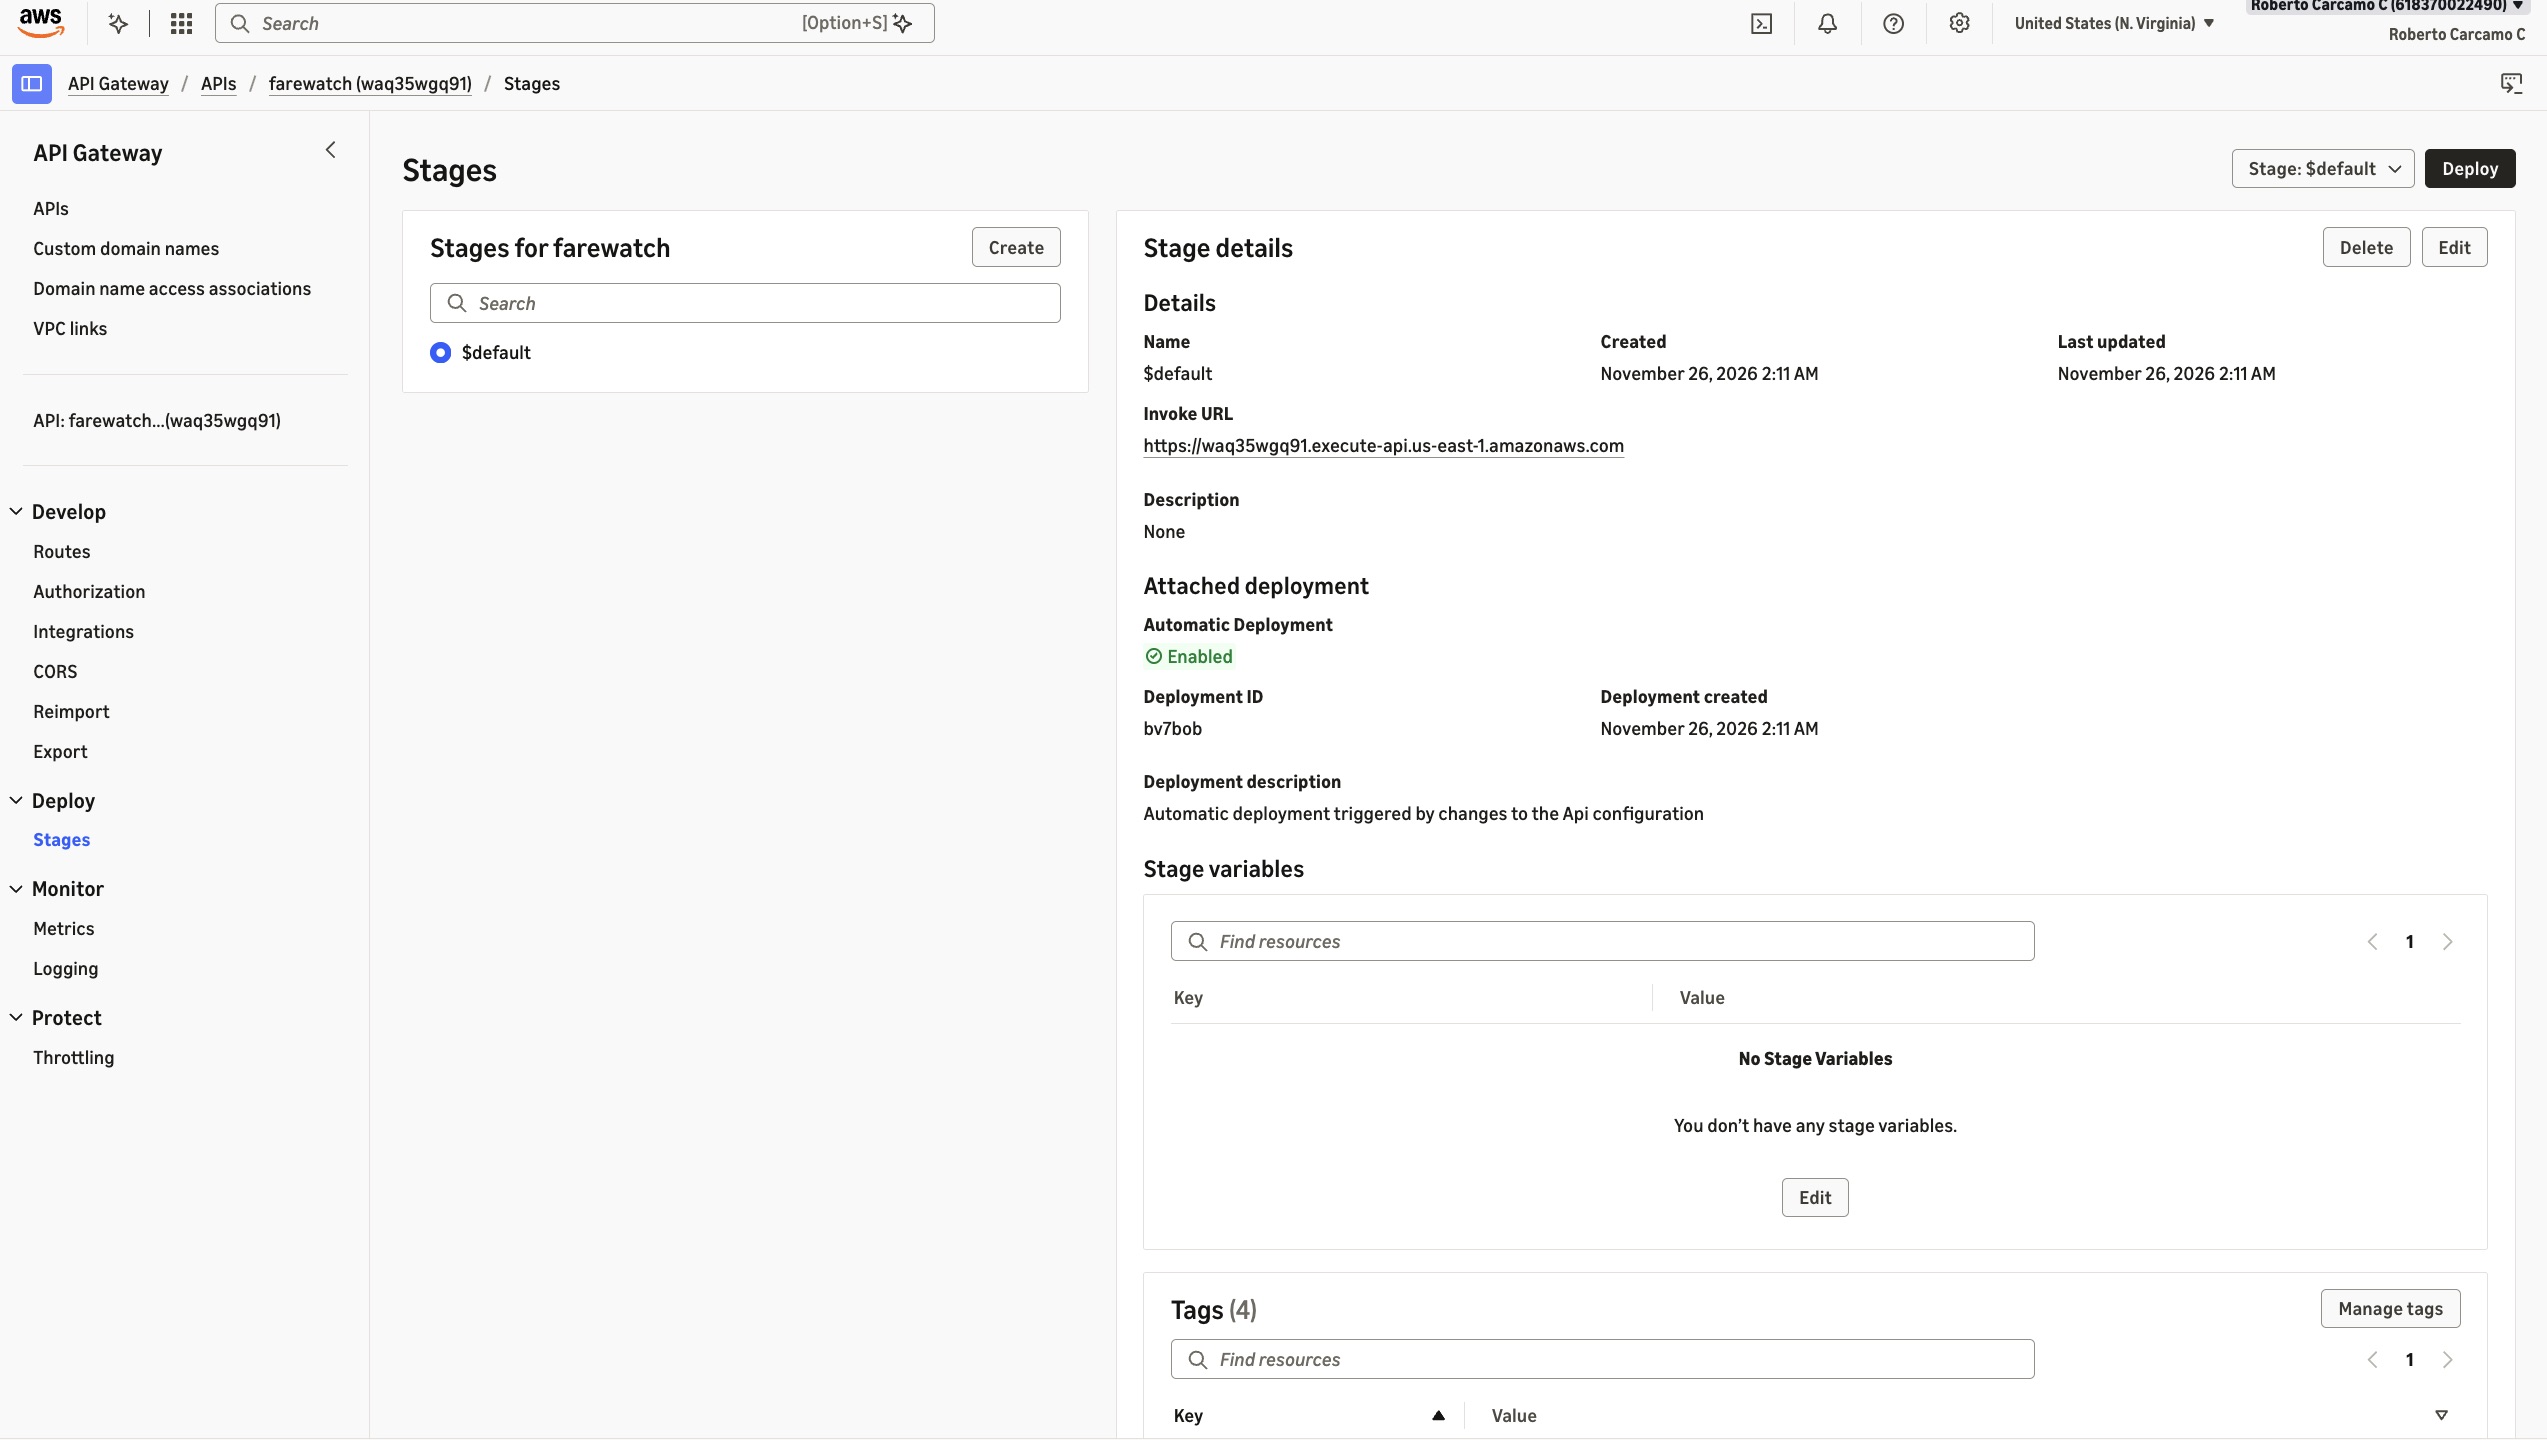 aws
Search [Option+S]
United States (N. Virginia)
Roberto Carcamo C (618370022490)
Roberto Carcamo C
API Gateway / APIs / farewatch (waq35wgq91) / Stages
API Gateway
APIs
Custom domain names
Domain name access associations
VPC links
API: farewatch...(waq35wgq91)
Develop
Routes
Authorization
Integrations
CORS
Reimport
Export
Deploy
Stages
Monitor
Metrics
Logging
Protect
Throttling
Stages
Stage: $default
Deploy
Stages for farewatch
Create
Search
$default
Stage details
Delete
Edit
Details
Name
$default
Created
November 26, 2026 2:11 AM
Last updated
November 26, 2026 2:11 AM
Invoke URL
https://waq35wgq91.execute-api.us-east-1.amazonaws.com
Description
None
Attached deployment
Automatic Deployment
Enabled
Deployment ID
bv7bob
Deployment created
November 26, 2026 2:11 AM
Deployment description
Automatic deployment triggered by changes to the Api configuration
Stage variables
Find resources
1
Key Value
No Stage Variables
You don't have any stage variables.
Edit
Tags (4)
Manage tags
Find resources
1
Key Value